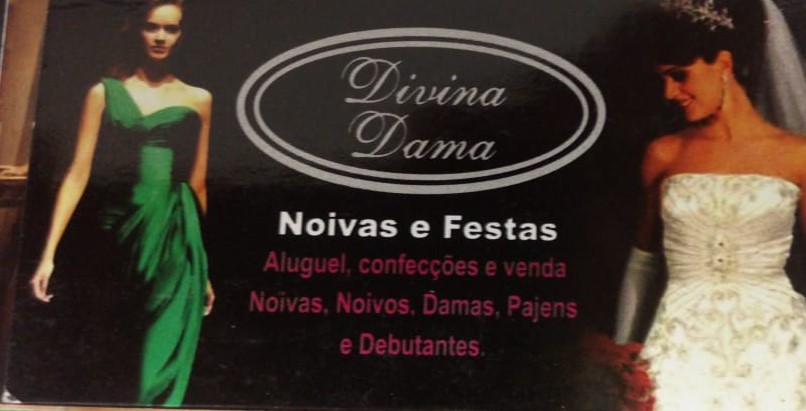 Divina
Dama
Noivas e Festas
Aluguel, confecções e venda
Noivas, Noivos, Damas, Pajens
e Debutantes.